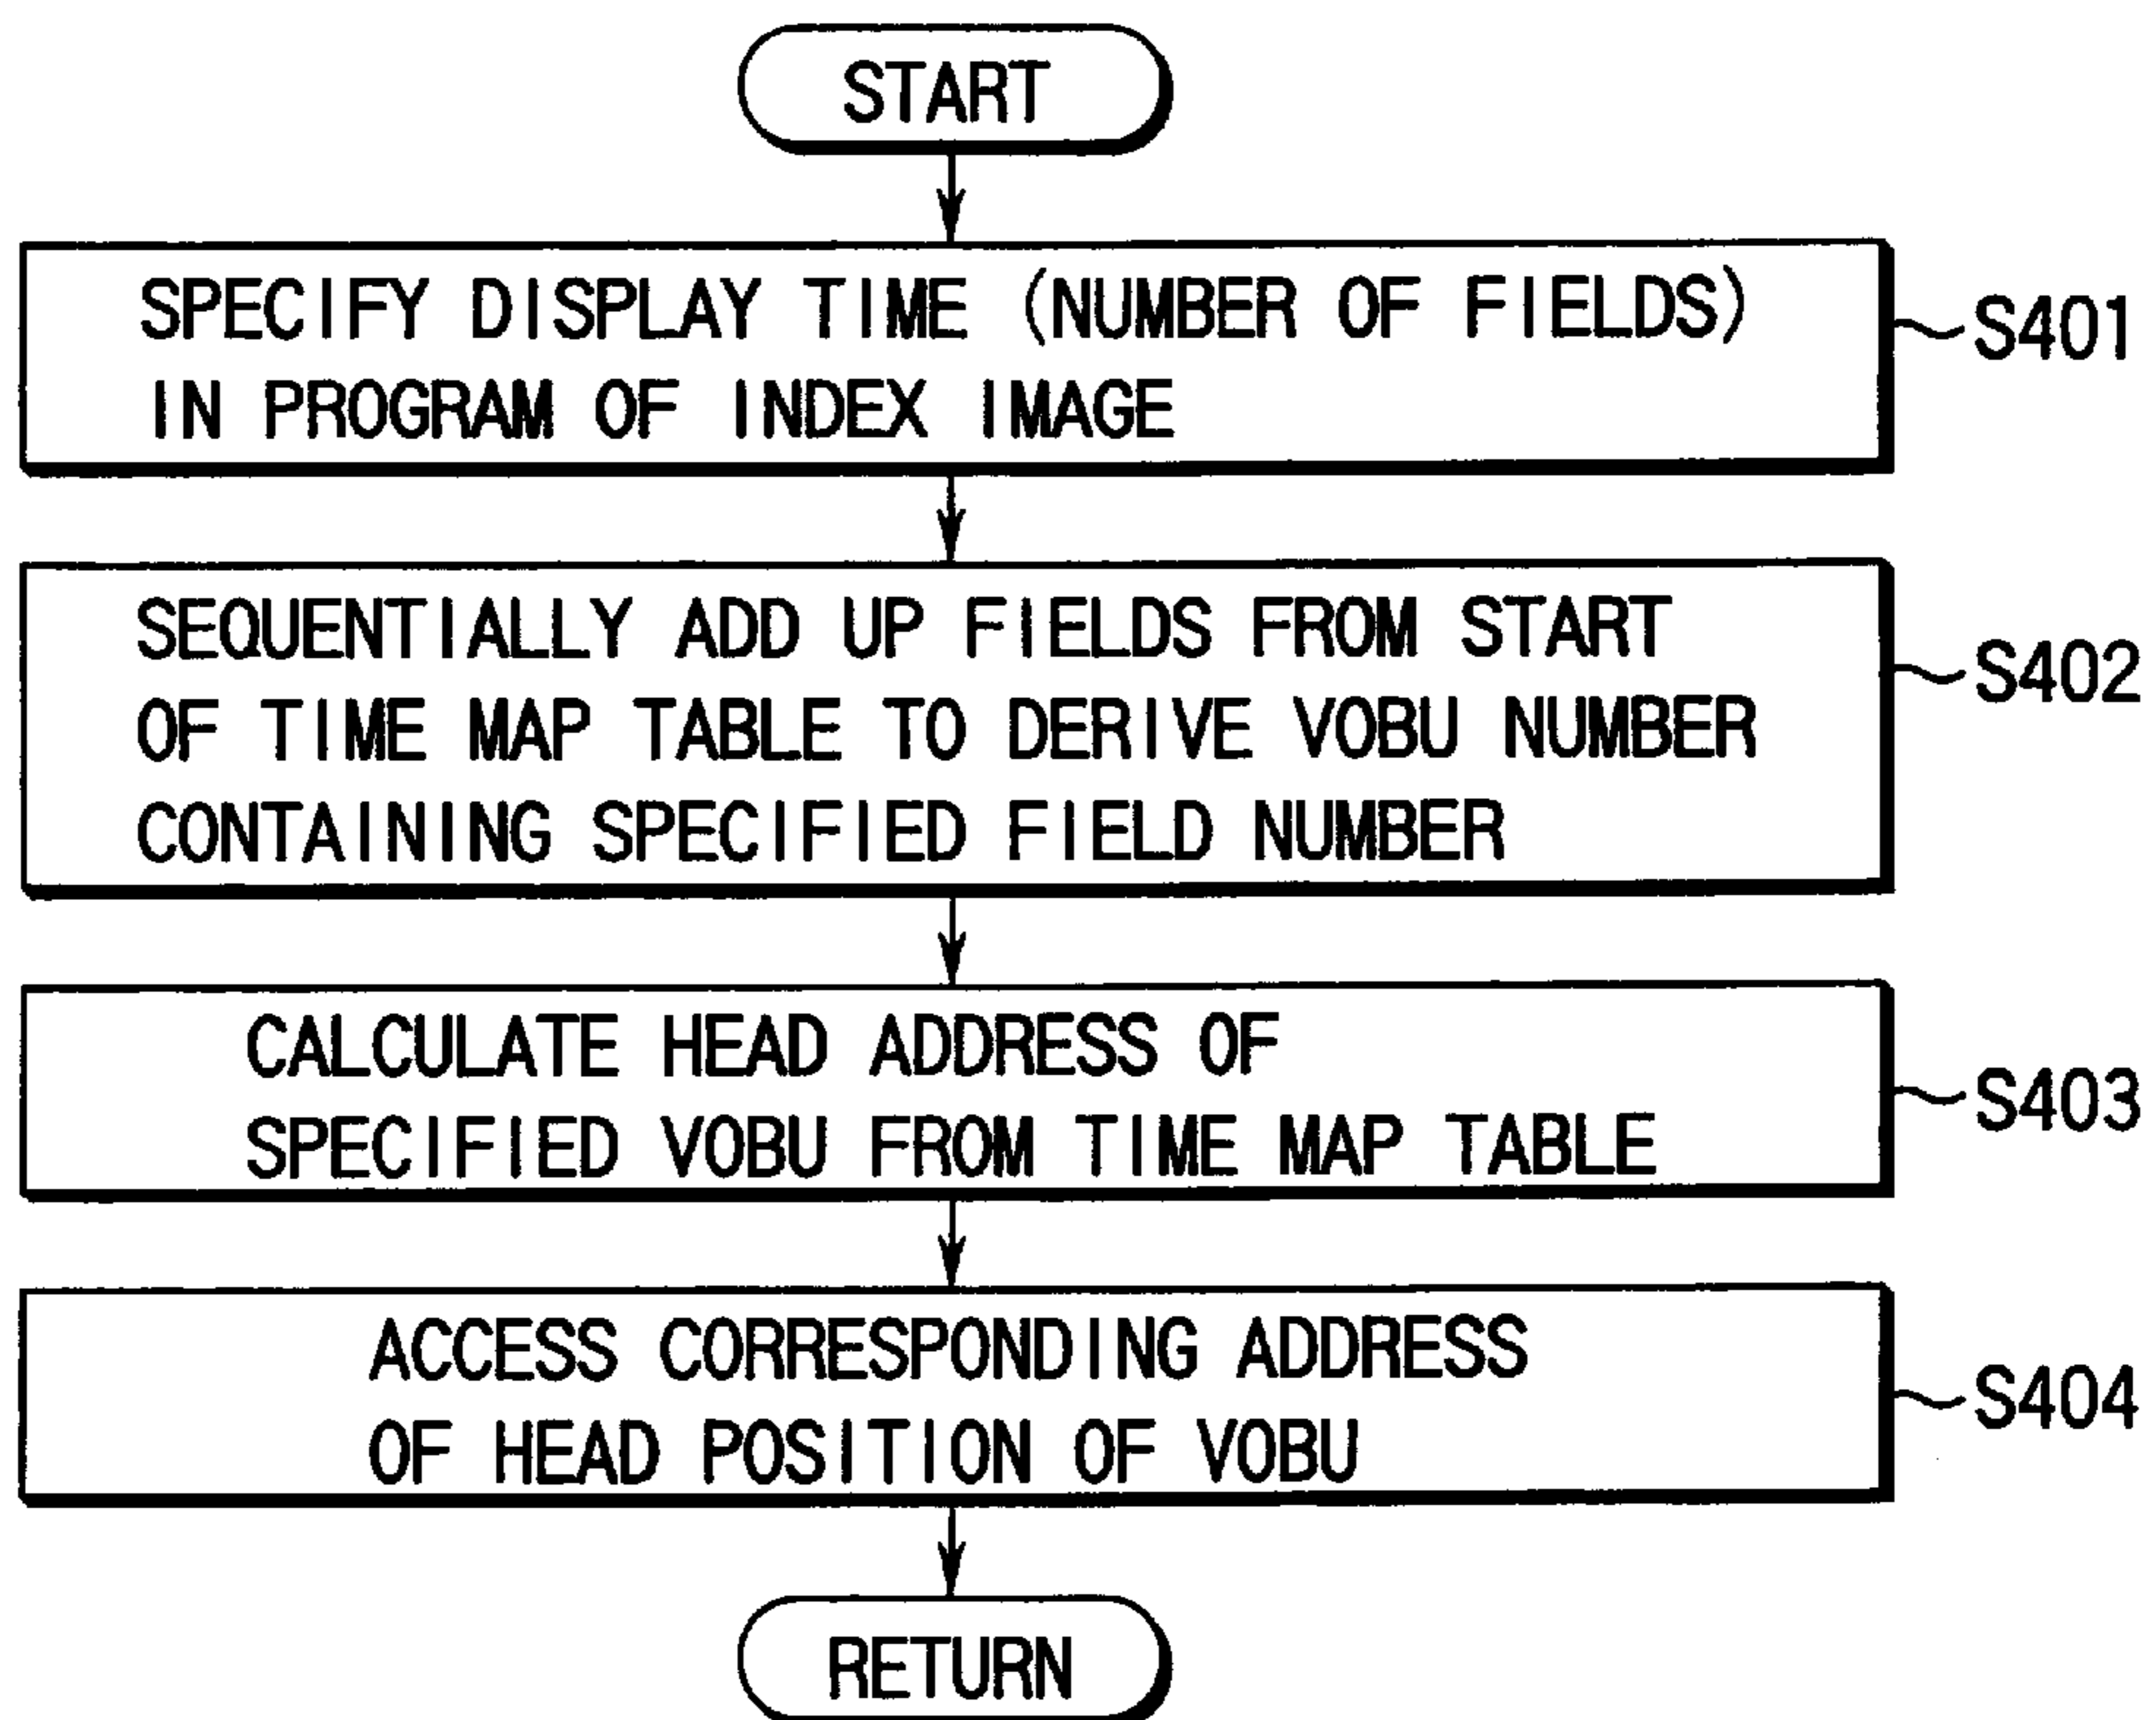 START
SPECIFY DISPLAY TIME (NUMBER OF FIELDS)
IN PROGRAM OF INDEX IMAGE
S401
SEQUENTIALLY ADD UP FIELDS FROM START
OF TIME MAP TABLE TO DERIVE VOBU NUMBER
CONTAINING SPECIFIED FIELD NUMBER
S402
CALCULATE HEAD ADDRESS OF
SPECIFIED VOBU FROM TIME MAP TABLE
S403
ACCESS CORRESPONDING ADDRESS
OF HEAD POSITION OF VOBU
S404
RETURN